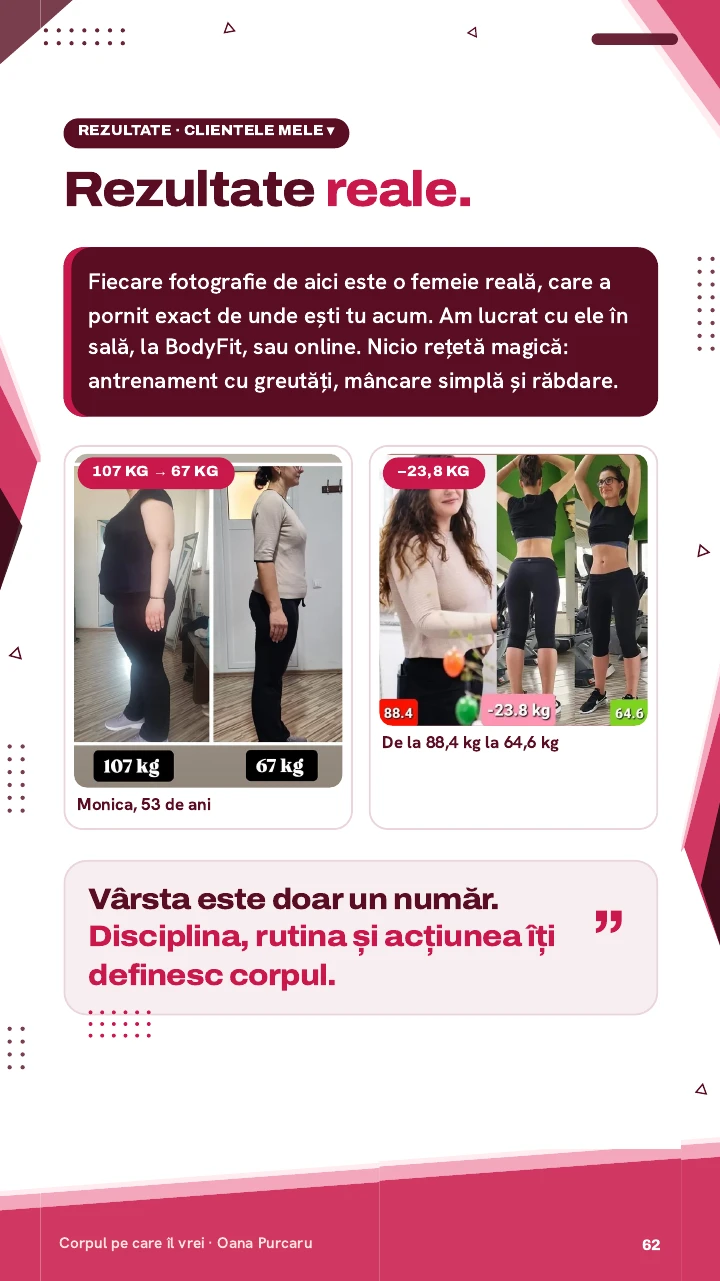 REZULTATE · CLIENTELE MELE ▾
Rezultate reale.
Fiecare fotografie de aici este o femeie reală, care a
pornit exact de unde ești tu acum. Am lucrat cu ele în
sală, la BodyFit, sau online. Nicio rețetă magică:
antrenament cu greutăți, mâncare simplă și răbdare.
107 KG → 67 KG
107 kg
67 kg
Monica, 53 de ani
−23,8 KG
88.4
-23.8 kg
64.6
De la 88,4 kg la 64,6 kg
Vârsta este doar un număr.
Disciplina, rutina și acțiunea îți
definesc corpul.
”
Corpul pe care îl vrei · Oana Purcaru
62